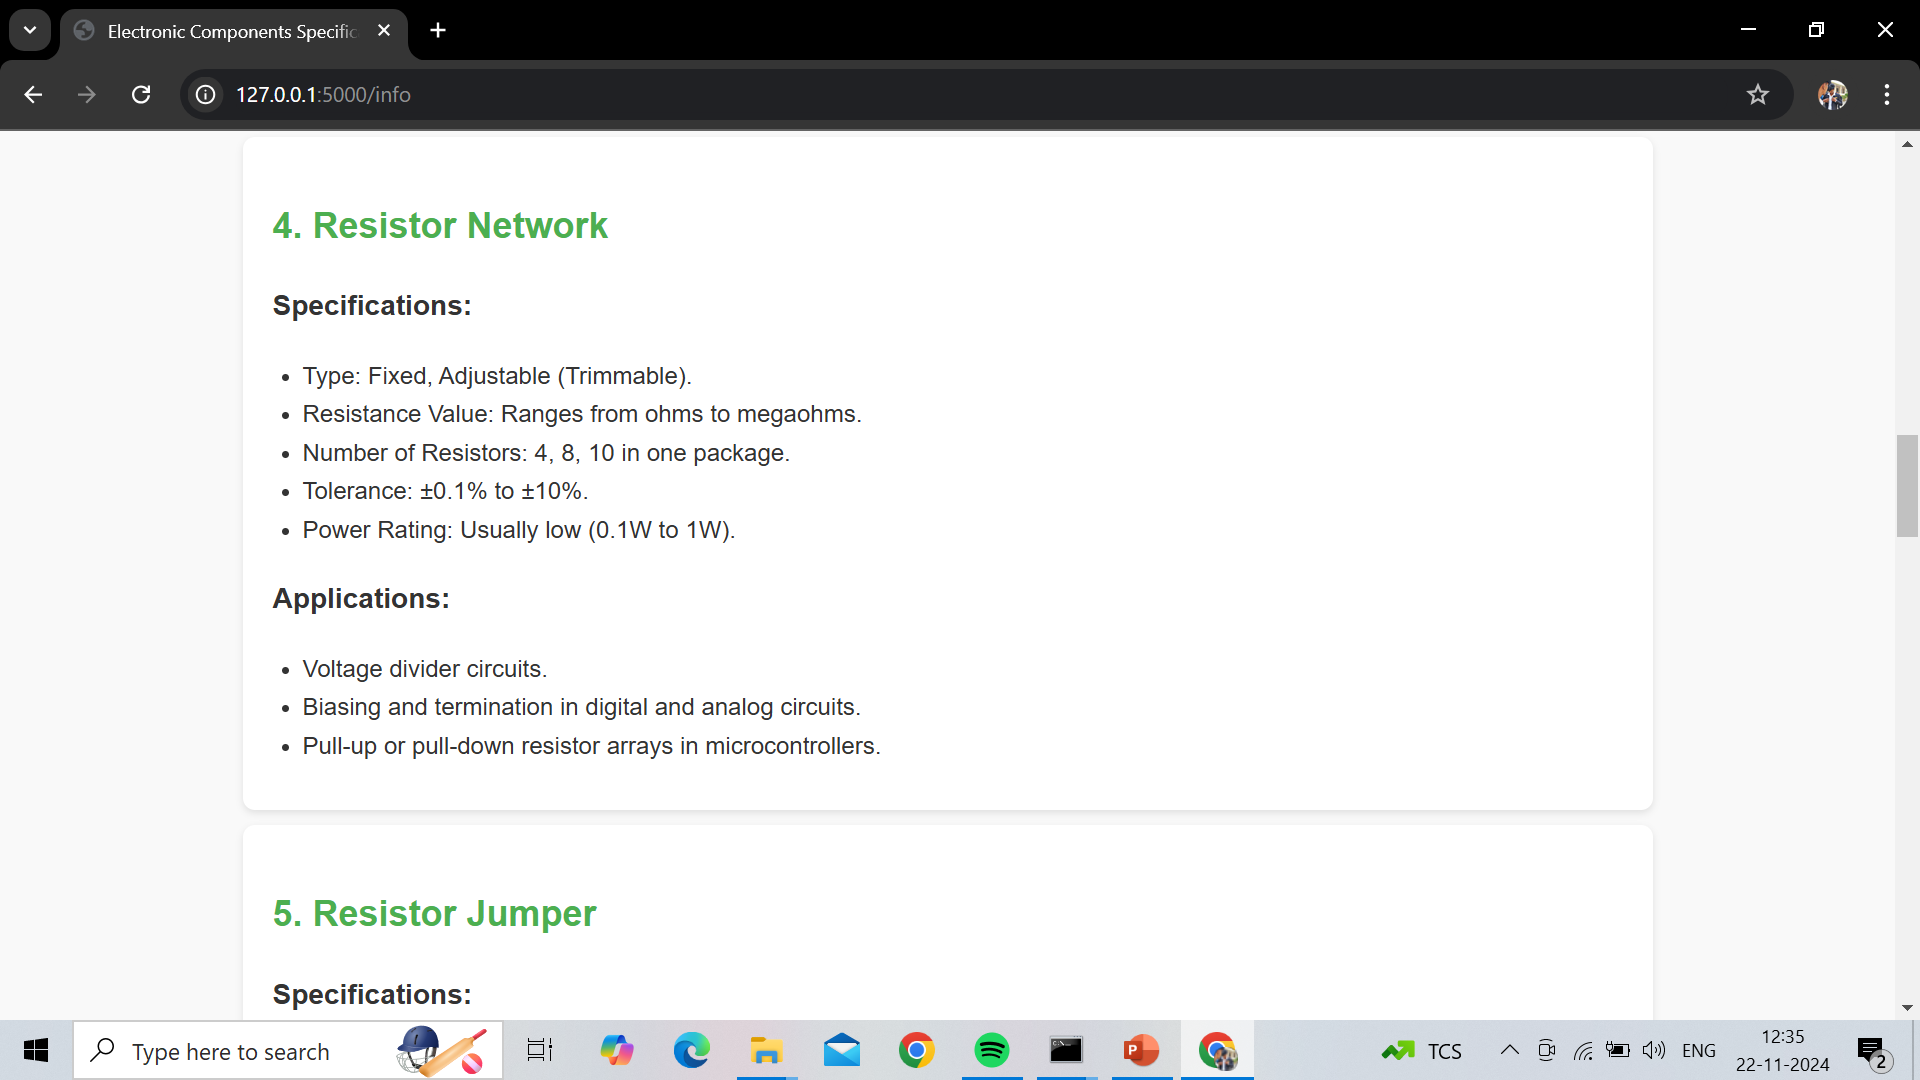 Electronic Components Specific
127.0.0.1:5000/info
4. Resistor Network
Specifications:
Type: Fixed, Adjustable (Trimmable).
Resistance Value: Ranges from ohms to megaohms.
Number of Resistors: 4, 8, 10 in one package.
Tolerance: ±0.1% to ±10%.
Power Rating: Usually low (0.1W to 1W).
Applications:
Voltage divider circuits.
Biasing and termination in digital and analog circuits.
Pull-up or pull-down resistor arrays in microcontrollers.
5. Resistor Jumper
Specifications:
Type here to search
TCS
ENG
12:35
22-11-2024
2